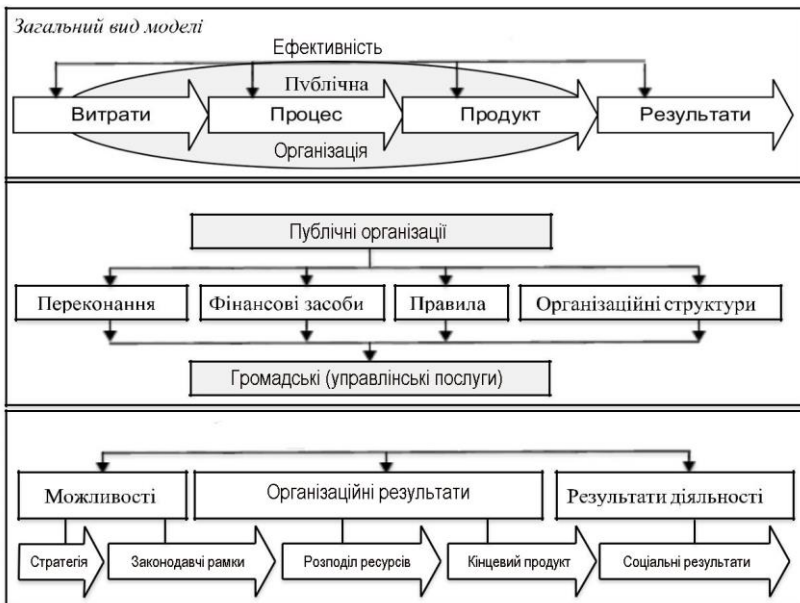 Загальний вид моделі
Ефективність
Публічна
Витрати
Процес
Продукт
Результати
Організація
Публічні організації
Переконання
Фінансові засоби
Правила
Організаційні структури
Громадські (управлінські послуги)
Можливості
Організаційні результати
Результати діяльності
Стратегія
Законодавчі рамки
Розподіл ресурсів
Кінцевий продукт
Соціальні результати